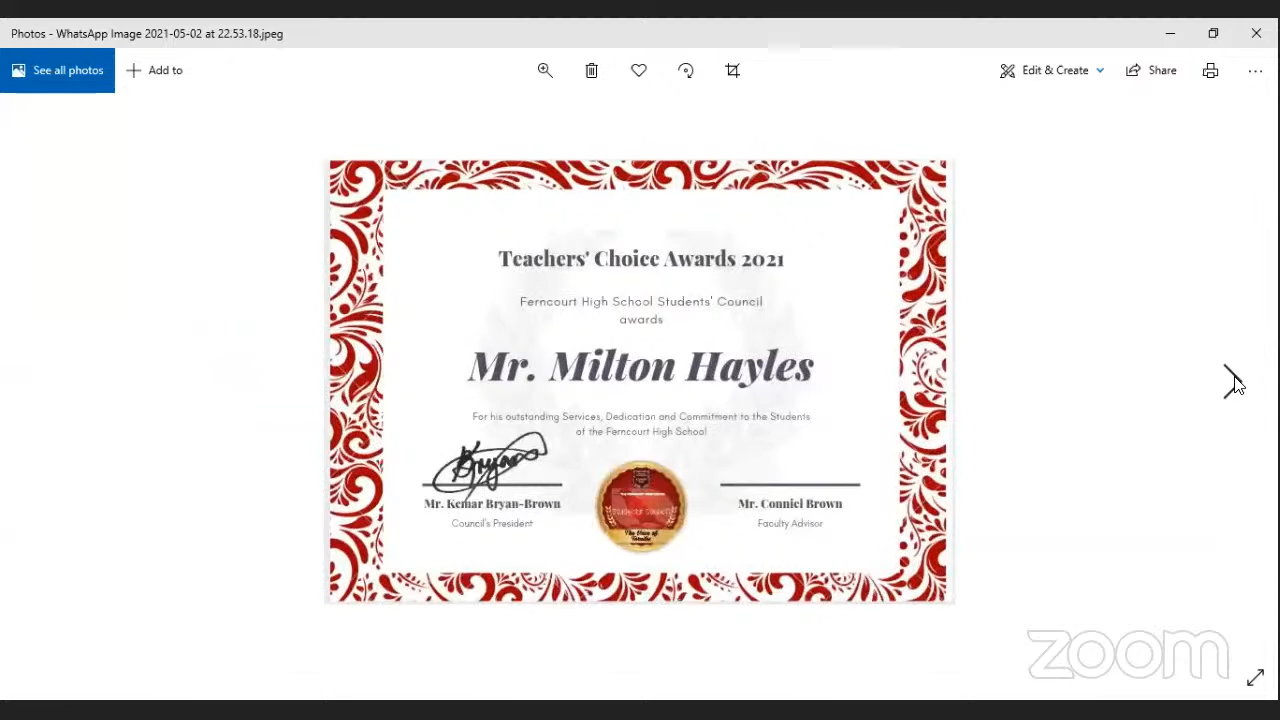 Photos - WhatsApp Image 2021-05-02 at 22.53.18.jpeg
See all photos
Add to
Edit & Create
Share
Teachers' Choice Awards 2021
Ferncourt High School Students' Council
awards
Mr. Milton Hayles
For his outstanding Services, Dedication and Commitment to the Students
of the Ferncourt High School
Mr. Kemar Bryan-Brown
Council's President
Mr. Conniel Brown
Faculty Advisor
zoom